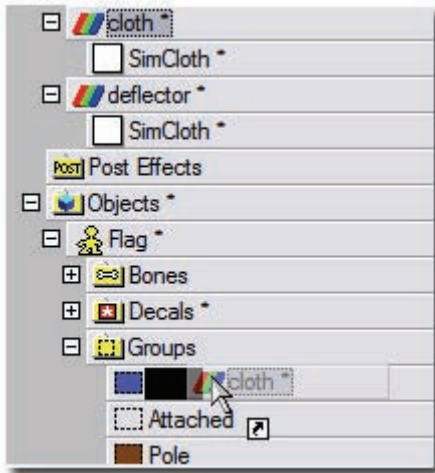 cloth *
SimCloth *
deflector *
SimCloth *
POST Post Effects
Objects *
Flag *
Bones
Decals *
Groups
cloth *
Attached
Pole